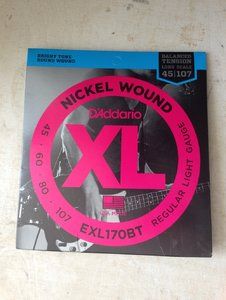 BRIGHT TONE
ROUND WOUND
BALANCED
TENSION
LONG SCALE
45|107
NICKEL WOUND
D'Addario
XL
45 60 80 107
EXL170BT
REGULAR LIGHT GAUGE